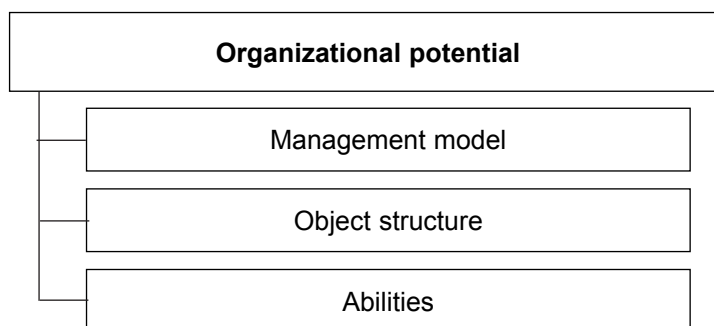 Organizational potential
Management model
Object structure
Abilities